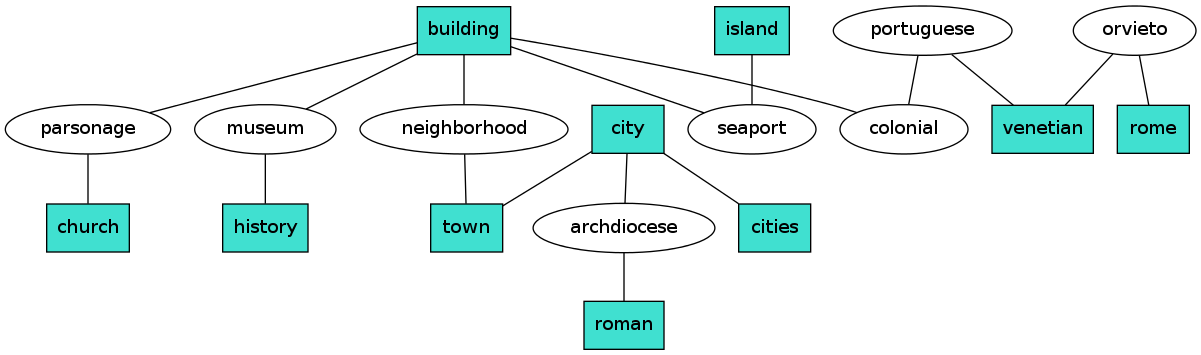 building
island
portuguese
orvieto
parsonage
museum
neighborhood
city
seaport
colonial
venetian
rome
church
history
town
archdiocese
cities
roman